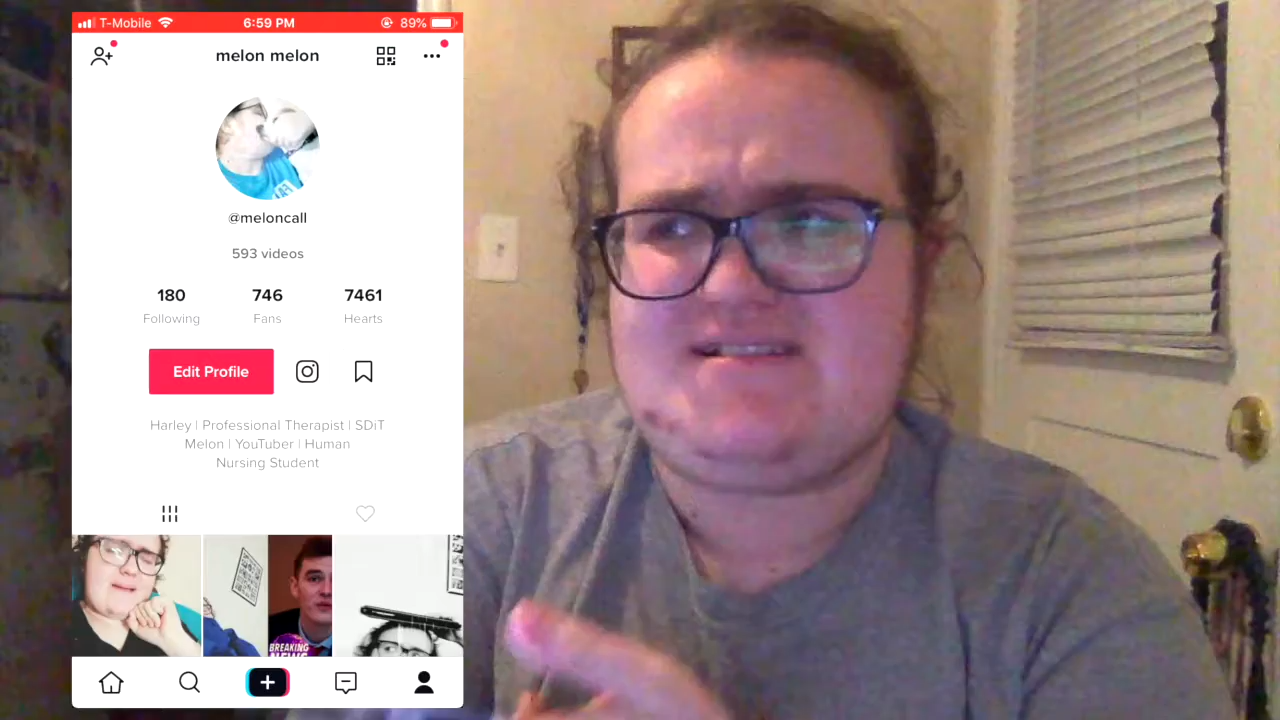 T-Mobile 6:59 PM 89%
melon melon
@meloncall
593 videos
180 746 7461
Following Fans Hearts
Edit Profile
Harley | Professional Therapist | SDiT
Melon | YouTuber | Human
Nursing Student
BREAKING
NEWS